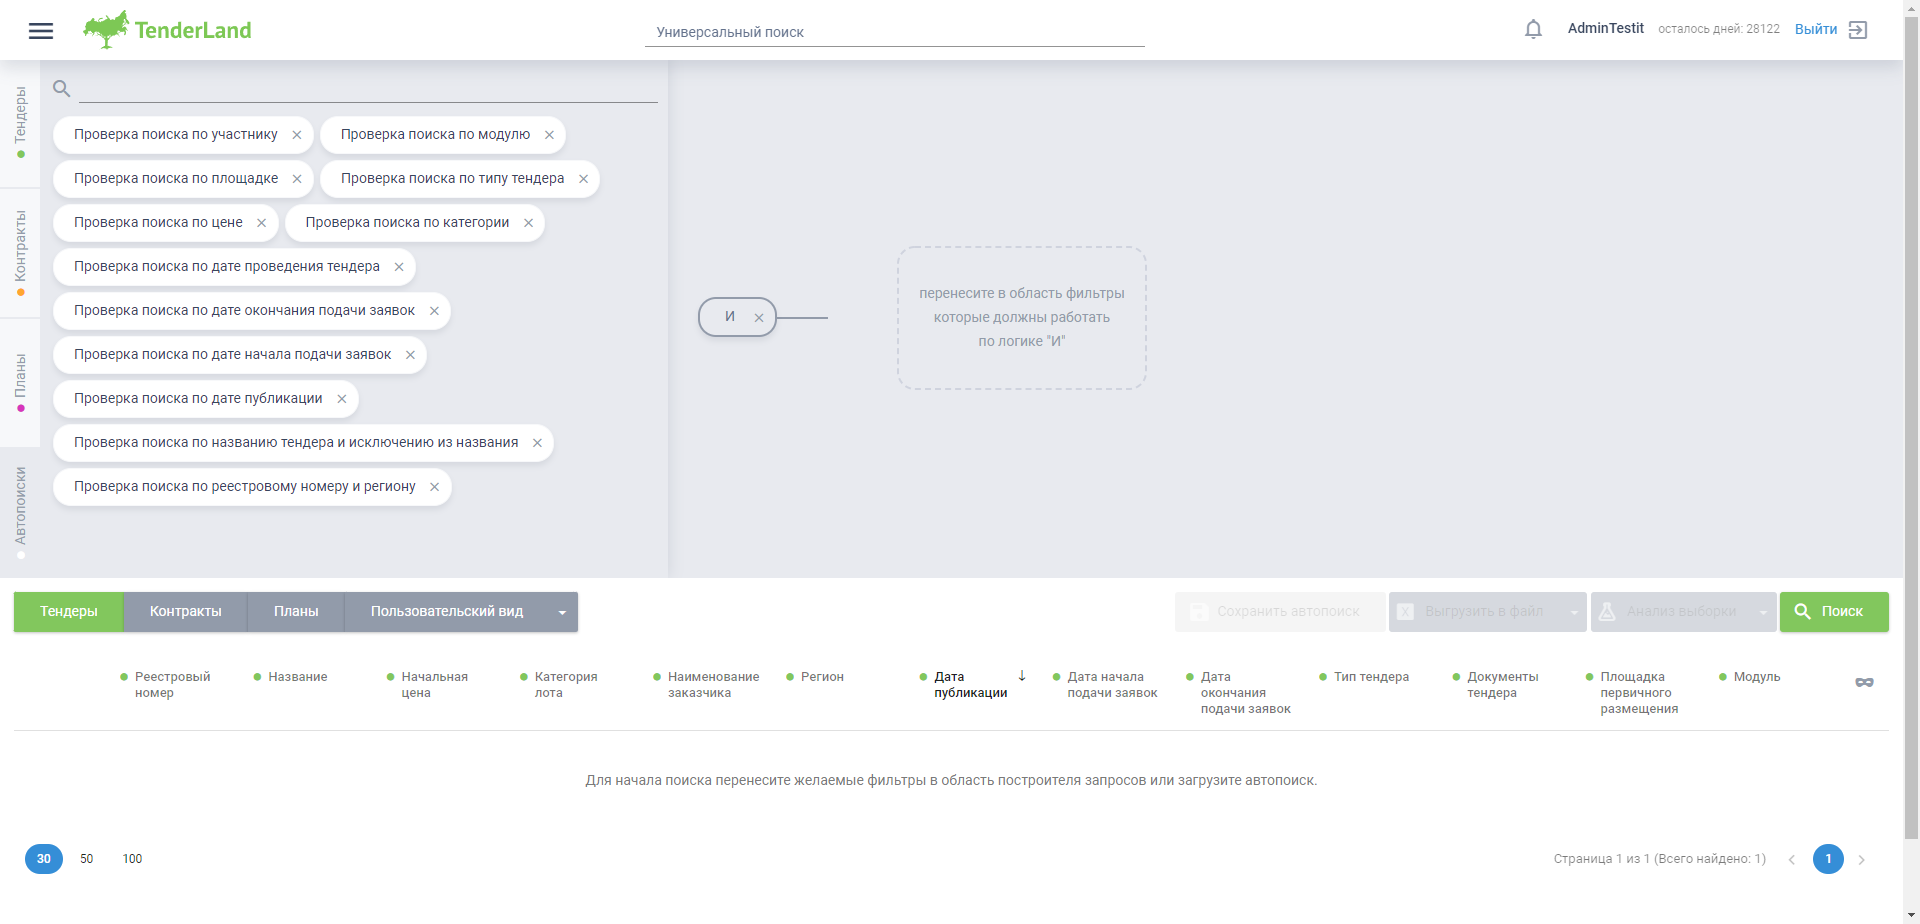 TenderLand
Универсальный поиск
AdminTestit
осталось дней: 28122
Выйти
Тендеры
Контракты
Планы
Автопоиски
Проверка поиска по участнику
Проверка поиска по модулю
Проверка поиска по площадке
Проверка поиска по типу тендера
Проверка поиска по цене
Проверка поиска по категории
Проверка поиска по дате проведения тендера
Проверка поиска по дате окончания подачи заявок
Проверка поиска по дате начала подачи заявок
Проверка поиска по дате публикации
Проверка поиска по названию тендера и исключению из названия
Проверка поиска по реестровому номеру и региону
И
перенесите в область фильтры
которые должны работать
по логике "И"
Тендеры
Контракты
Планы
Пользовательский вид
Сохранить автопоиск
Выгрузить в файл
Анализ выборки
Поиск
Реестровый
номер
Название
Начальная
цена
Категория
лота
Наименование
заказчика
Регион
Дата
публикации
Дата начала
подачи заявок
Дата
окончания
подачи заявок
Тип тендера
Документы
тендера
Площадка
первичного
размещения
Модуль
Для начала поиска перенесите желаемые фильтры в область построителя запросов или загрузите автопоиск.
30
50
100
Страница 1 из 1 (Всего найдено: 1)
1